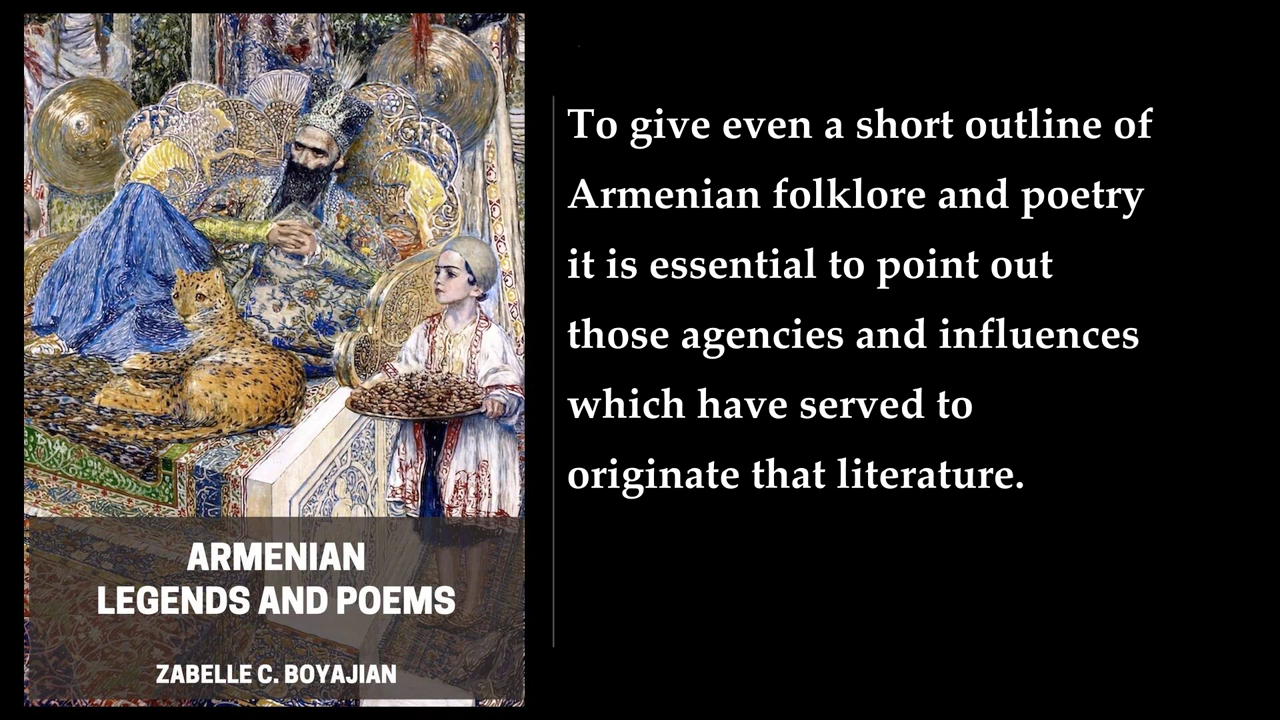 ARMENIAN
LEGENDS AND POEMS
ZABELLE C. BOYAJIAN
To give even a short outline of
Armenian folklore and poetry
it is essential to point out
those agencies and influences
which have served to
originate that literature.